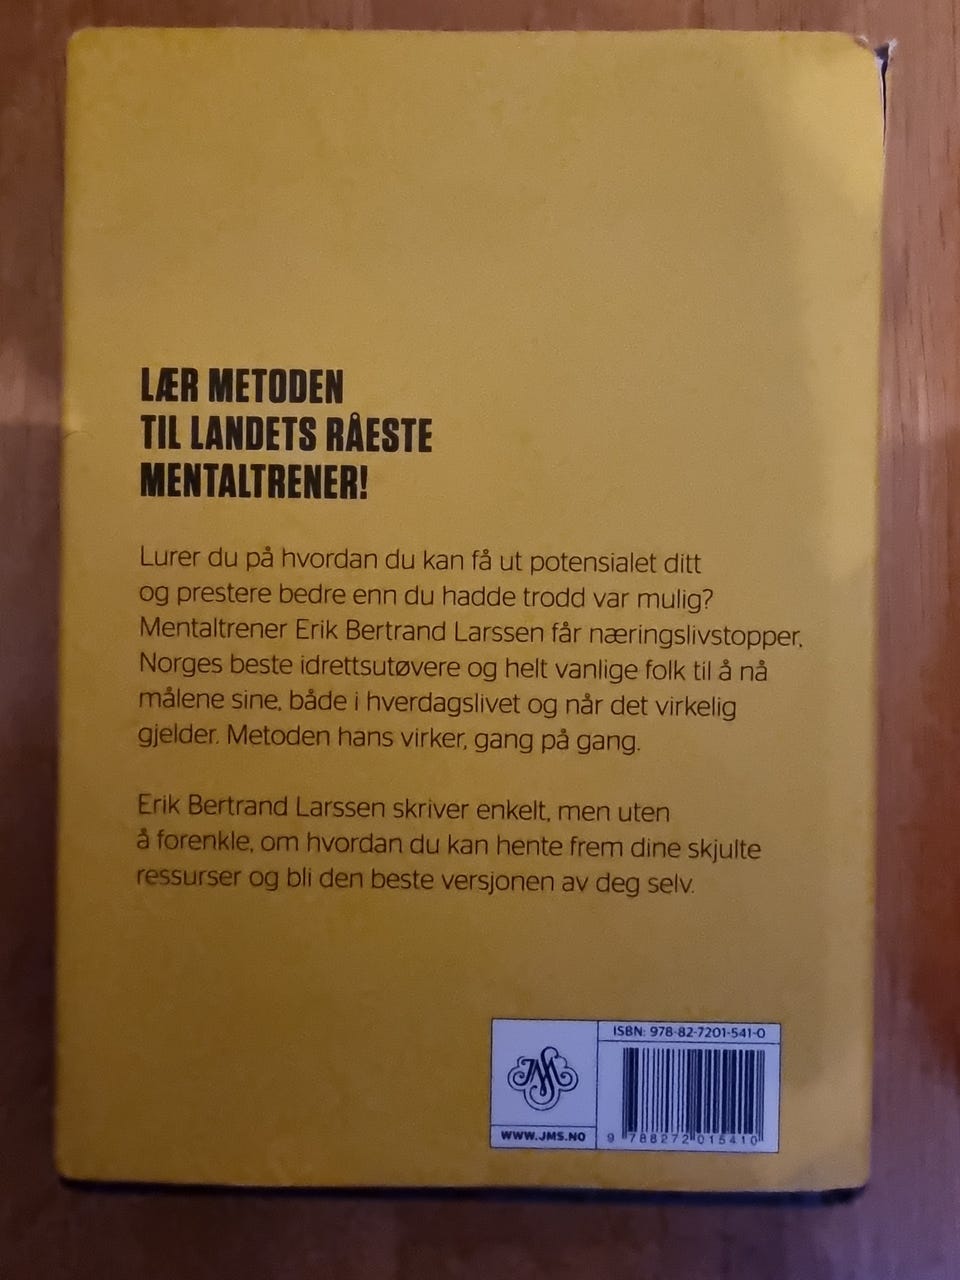 LÆR METODEN
TIL LANDETS RÅESTE
MENTALTRENER!
Lurer du på hvordan du kan få ut potensialet ditt
og prestere bedre enn du hadde trodd var mulig?
Mentaltrener Erik Bertrand Larssen får næringslivstopper,
Norges beste idrettsutøvere og helt vanlige folk til å nå
målene sine, både i hverdagslivet og når det virkelig
gjelder. Metoden hans virker, gang på gang.
Erik Bertrand Larssen skriver enkelt, men uten
å forenkle, om hvordan du kan hente frem dine skjulte
ressurser og bli den beste versjonen av deg selv.
ISBN: 978-82-7201-541-0
JMS
WWW.JMS.NO
9 788272 015410